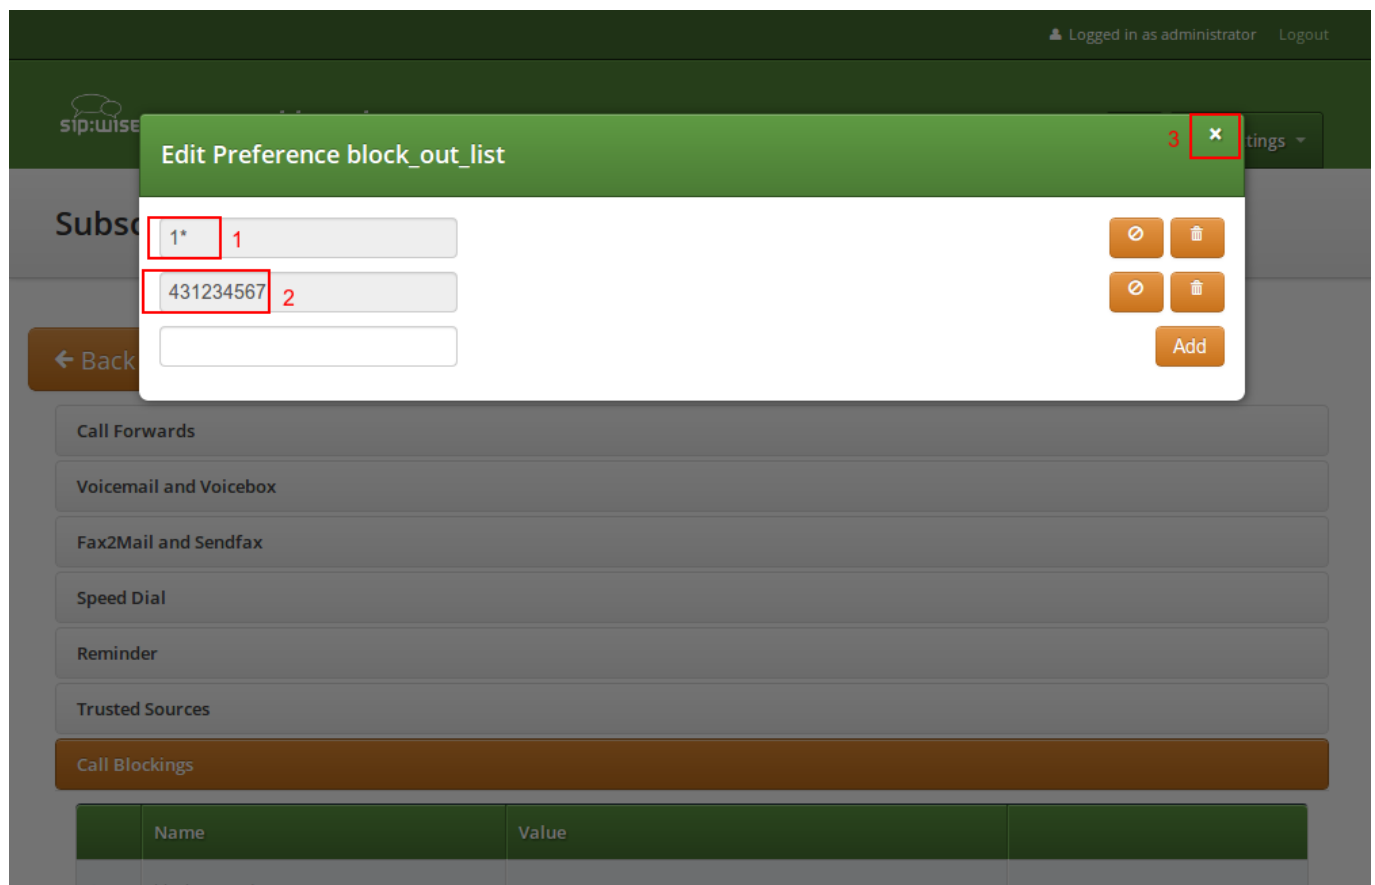 Logged in as administrator Logout
sip:wise
Edit Preference block_out_list
3
×
tings
Subsc
1*
1
431234567
2
Back
Add
Call Forwards
Voicemail and Voicebox
Fax2Mail and Sendfax
Speed Dial
Reminder
Trusted Sources
Call Blockings
Name Value